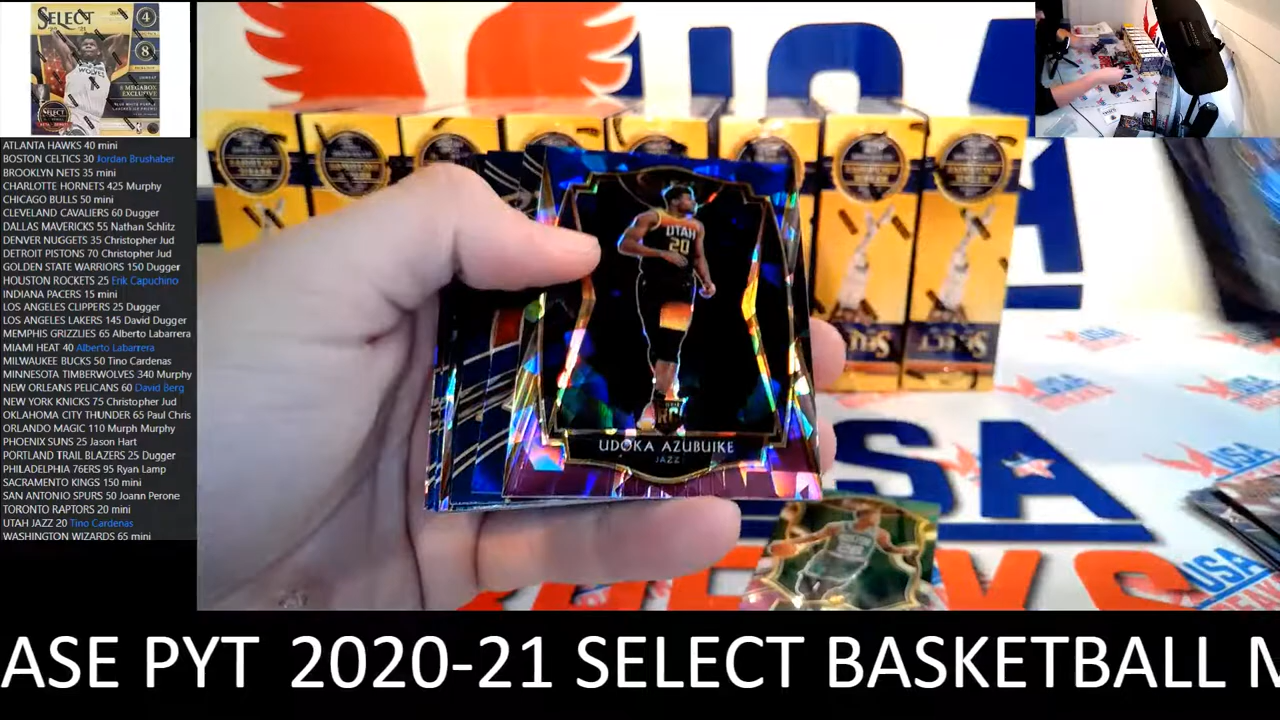 SELECT
4
8
MEGABOX
EXCLUSIVE
ATLANTA HAWKS 40 mini
BOSTON CELTICS 30 Jordan Brushaber
BROOKLYN NETS 35 mini
CHARLOTTE HORNETS 425 Murphy
CHICAGO BULLS 50 mini
CLEVELAND CAVALIERS 60 Dugger
DALLAS MAVERICKS 55 Nathan Schlitz
DENVER NUGGETS 35 Christopher Jud
DETROIT PISTONS 70 Christopher Jud
GOLDEN STATE WARRIORS 150 Dugger
HOUSTON ROCKETS 25 Erik Capuchino
INDIANA PACERS 15 mini
LOS ANGELES CLIPPERS 25 Dugger
LOS ANGELES LAKERS 145 David Dugger
MEMPHIS GRIZZLIES 65 Alberto Labarrera
MIAMI HEAT 40 Alberto Labarrera
MILWAUKEE BUCKS 50 Tino Cardenas
MINNESOTA TIMBERWOLVES 340 Murphy
NEW ORLEANS PELICANS 60 David Berg
NEW YORK KNICKS 75 Christopher Jud
OKLAHOMA CITY THUNDER 65 Paul Chris
ORLANDO MAGIC 110 Murph Murphy
PHOENIX SUNS 25 Jason Hart
PORTLAND TRAIL BLAZERS 25 Dugger
PHILADELPHIA 76ERS 95 Ryan Lamp
SACRAMENTO KINGS 150 mini
SAN ANTONIO SPURS 50 Joann Perone
TORONTO RAPTORS 20 mini
UTAH JAZZ 20 Tino Cardenas
WASHINGTON WIZARDS 65 mini
UTAH
20
RC
UDOKA AZUBUIKE
JAZZ
USA
ASE PYT 2020-21 SELECT BASKETBALL M